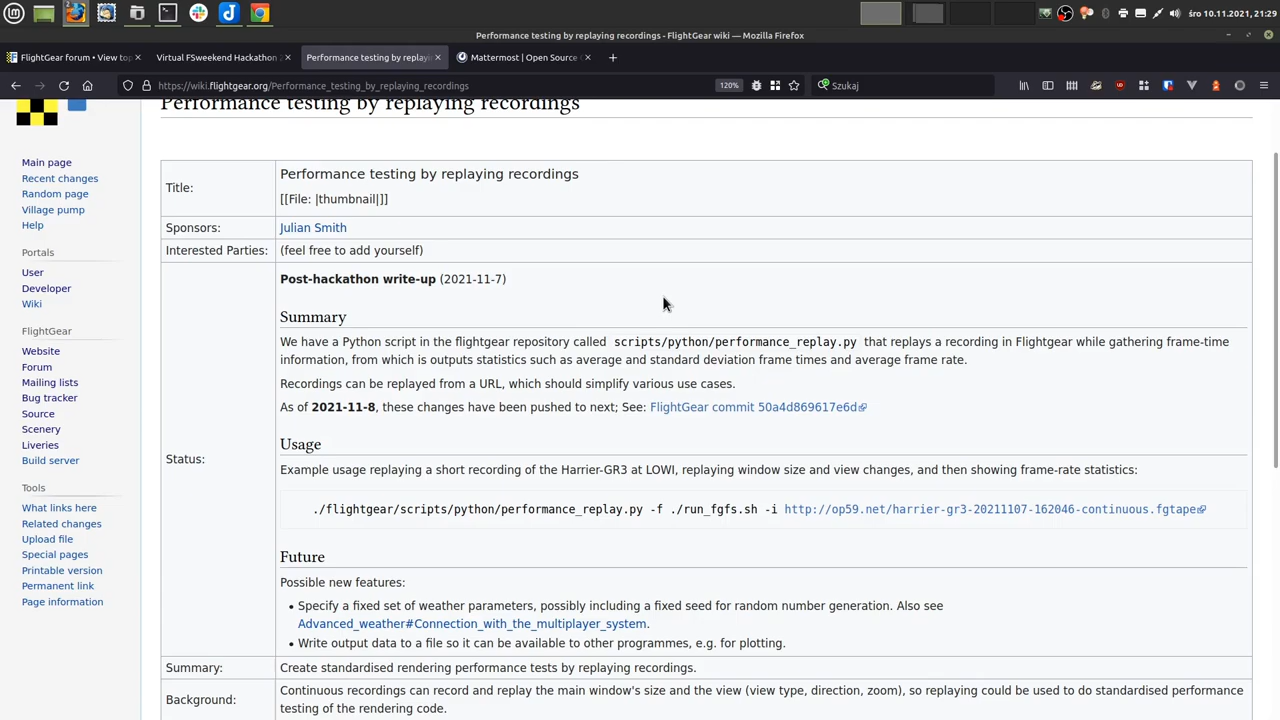 śro 10.11.2021, 21:29
Performance testing by replaying recordings - FlightGear wiki — Mozilla Firefox
FlightGear forum • View top
Virtual FSweekend Hackathon 2
Performance testing by replayi
Mattermost | Open Source C
https://wiki.flightgear.org/Performance_testing_by_replaying_recordings
120%
Szukaj
Performance testing by replaying recordings
Main page
Recent changes
Random page
Village pump
Help
Portals
User
Developer
Wiki
FlightGear
Website
Forum
Mailing lists
Bug tracker
Source
Scenery
Liveries
Build server
Tools
What links here
Related changes
Upload file
Special pages
Printable version
Permanent link
Page information
Title:
Performance testing by replaying recordings
[[File: |thumbnail|]]
Sponsors:
Julian Smith
Interested Parties:
(feel free to add yourself)
Status:
Post-hackathon write-up (2021-11-7)
Summary
We have a Python script in the flightgear repository called scripts/python/performance_replay.py that replays a recording in Flightgear while gathering frame-time
information, from which is outputs statistics such as average and standard deviation frame times and average frame rate.
Recordings can be replayed from a URL, which should simplify various use cases.
As of 2021-11-8, these changes have been pushed to next; See: FlightGear commit 50a4d869617e6d
Usage
Example usage replaying a short recording of the Harrier-GR3 at LOWI, replaying window size and view changes, and then showing frame-rate statistics:
./flightgear/scripts/python/performance_replay.py -f ./run_fgfs.sh -i http://op59.net/harrier-gr3-20211107-162046-continuous.fgtape
Future
Possible new features:
• Specify a fixed set of weather parameters, possibly including a fixed seed for random number generation. Also see
Advanced_weather#Connection_with_the_multiplayer_system.
• Write output data to a file so it can be available to other programmes, e.g. for plotting.
Summary:
Create standardised rendering performance tests by replaying recordings.
Background:
Continuous recordings can record and replay the main window's size and the view (view type, direction, zoom), so replaying could be used to do standardised performance
testing of the rendering code.